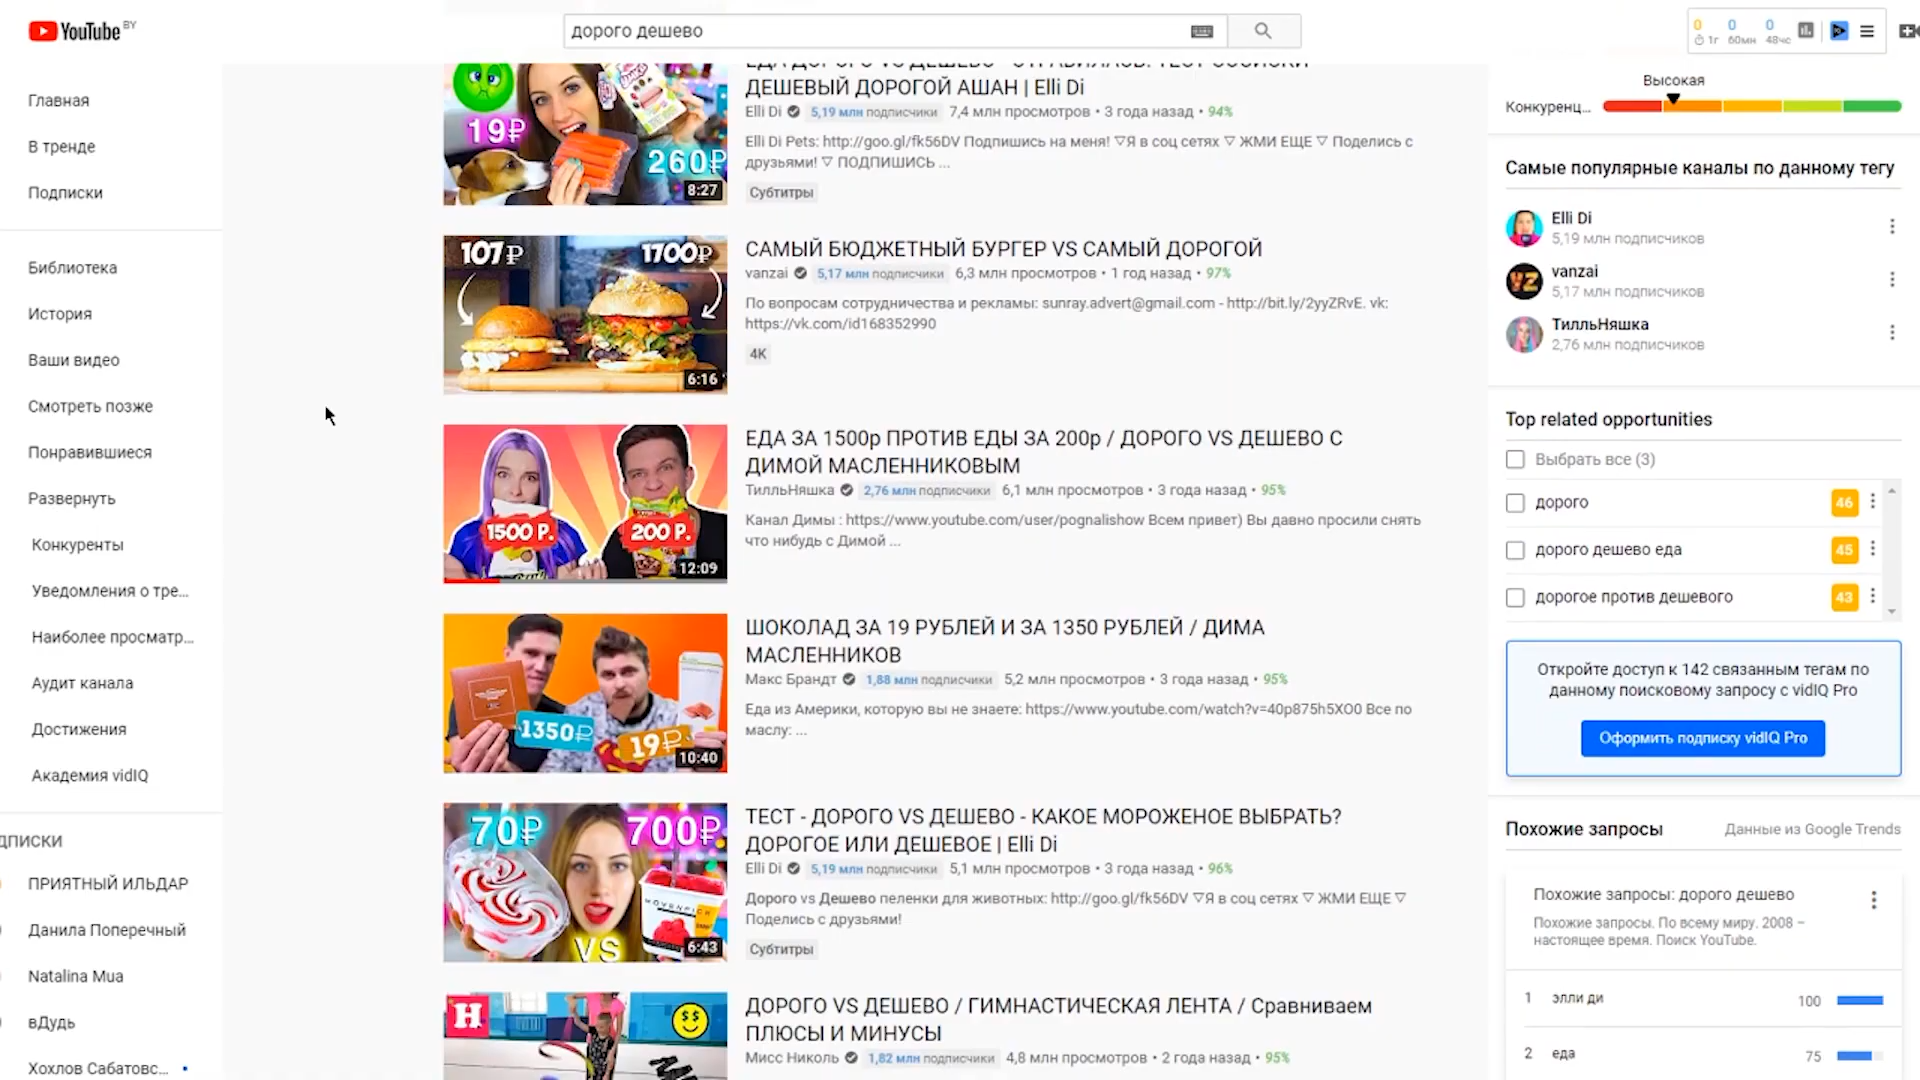 YouTube BY
дорого дешево
0 0 0
1г 60мн 48чс
Главная
В тренде
Подписки
Библиотека
История
Ваши видео
Смотреть позже
Понравившиеся
Развернуть
Конкуренты
Уведомления о тре...
Наиболее просматр...
Аудит канала
Достижения
Академия vidIQ
ДПИСКИ
ПРИЯТНЫЙ ИЛЬДАР
Данила Поперечный
Natalina Mua
вДудь
Хохлов Сабатовс...
19₽
260₽
8:27
ДЕШЕВЫЙ ДОРОГОЙ АШАН | Elli Di
Elli Di 5,19 млн подписчики 7,4 млн просмотров • 3 года назад • 94%
Elli Di Pets: http://goo.gl/fk56DV Подпишись на меня! ▽Я в соц сетях ▽ ЖМИ ЕЩЕ ▽ Поделись с
друзьями! ▽ ПОДПИШИСЬ ...
Субтитры
107₽ 1700₽
6:16
САМЫЙ БЮДЖЕТНЫЙ БУРГЕР VS САМЫЙ ДОРОГОЙ
vanzai 5,17 млн подписчики 6,3 млн просмотров • 1 год назад • 97%
По вопросам сотрудничества и рекламы: sunray.advert@gmail.com - http://bit.ly/2yyZRvE. vk:
https://vk.com/id168352990
4K
1500 Р. 200 Р.
12:09
ЕДА ЗА 1500р ПРОТИВ ЕДЫ ЗА 200р / ДОРОГО VS ДЕШЕВО С
ДИМОЙ МАСЛЕННИКОВЫМ
ТилльНяшка 2,76 млн подписчики 6,1 млн просмотров • 3 года назад • 95%
Канал Димы : https://www.youtube.com/user/pognalishow Всем привет) Вы давно просили снять
что нибудь с Димой ...
1350₽ 19₽
10:40
ШОКОЛАД ЗА 19 РУБЛЕЙ И ЗА 1350 РУБЛЕЙ / ДИМА
МАСЛЕННИКОВ
Макс Брандт 1,88 млн подписчики 5,2 млн просмотров • 3 года назад • 95%
Еда из Америки, которую вы не знаете: https://www.youtube.com/watch?v=40p875h5XO0 Все по
маслу: ...
70₽ 700₽
VS
6:43
ТЕСТ - ДОРОГО VS ДЕШЕВО - КАКОЕ МОРОЖЕНОЕ ВЫБРАТЬ?
ДОРОГОЕ ИЛИ ДЕШЕВОЕ | Elli Di
Elli Di 5,19 млн подписчики 5,1 млн просмотров • 3 года назад • 96%
Дорого vs Дешево пеленки для животных: http://goo.gl/fk56DV ▽Я в соц сетях ▽ ЖМИ ЕЩЕ ▽
Поделись с друзьями!
Субтитры
Н
$$
ДОРОГО VS ДЕШЕВО / ГИМНАСТИЧЕСКАЯ ЛЕНТА / Сравниваем
ПЛЮСЫ И МИНУСЫ
Мисс Николь 1,82 млн подписчики 4,8 млн просмотров • 2 года назад • 95%
Высокая
Конкуренц...
Самые популярные каналы по данному тегу
Elli Di
5,19 млн подписчиков
vanzai
5,17 млн подписчиков
ТилльНяшка
2,76 млн подписчиков
Top related opportunities
Выбрать все (3)
дорого 46
дорого дешево еда 45
дорогое против дешевого 43
Откройте доступ к 142 связанным тегам по
данному поисковому запросу с vidIQ Pro
Оформить подписку vidIQ Pro
Похожие запросы Данные из Google Trends
Похожие запросы: дорого дешево
Похожие запросы. По всему миру. 2008 –
настоящее время. Поиск YouTube.
1 элли ди 100
2 еда 75